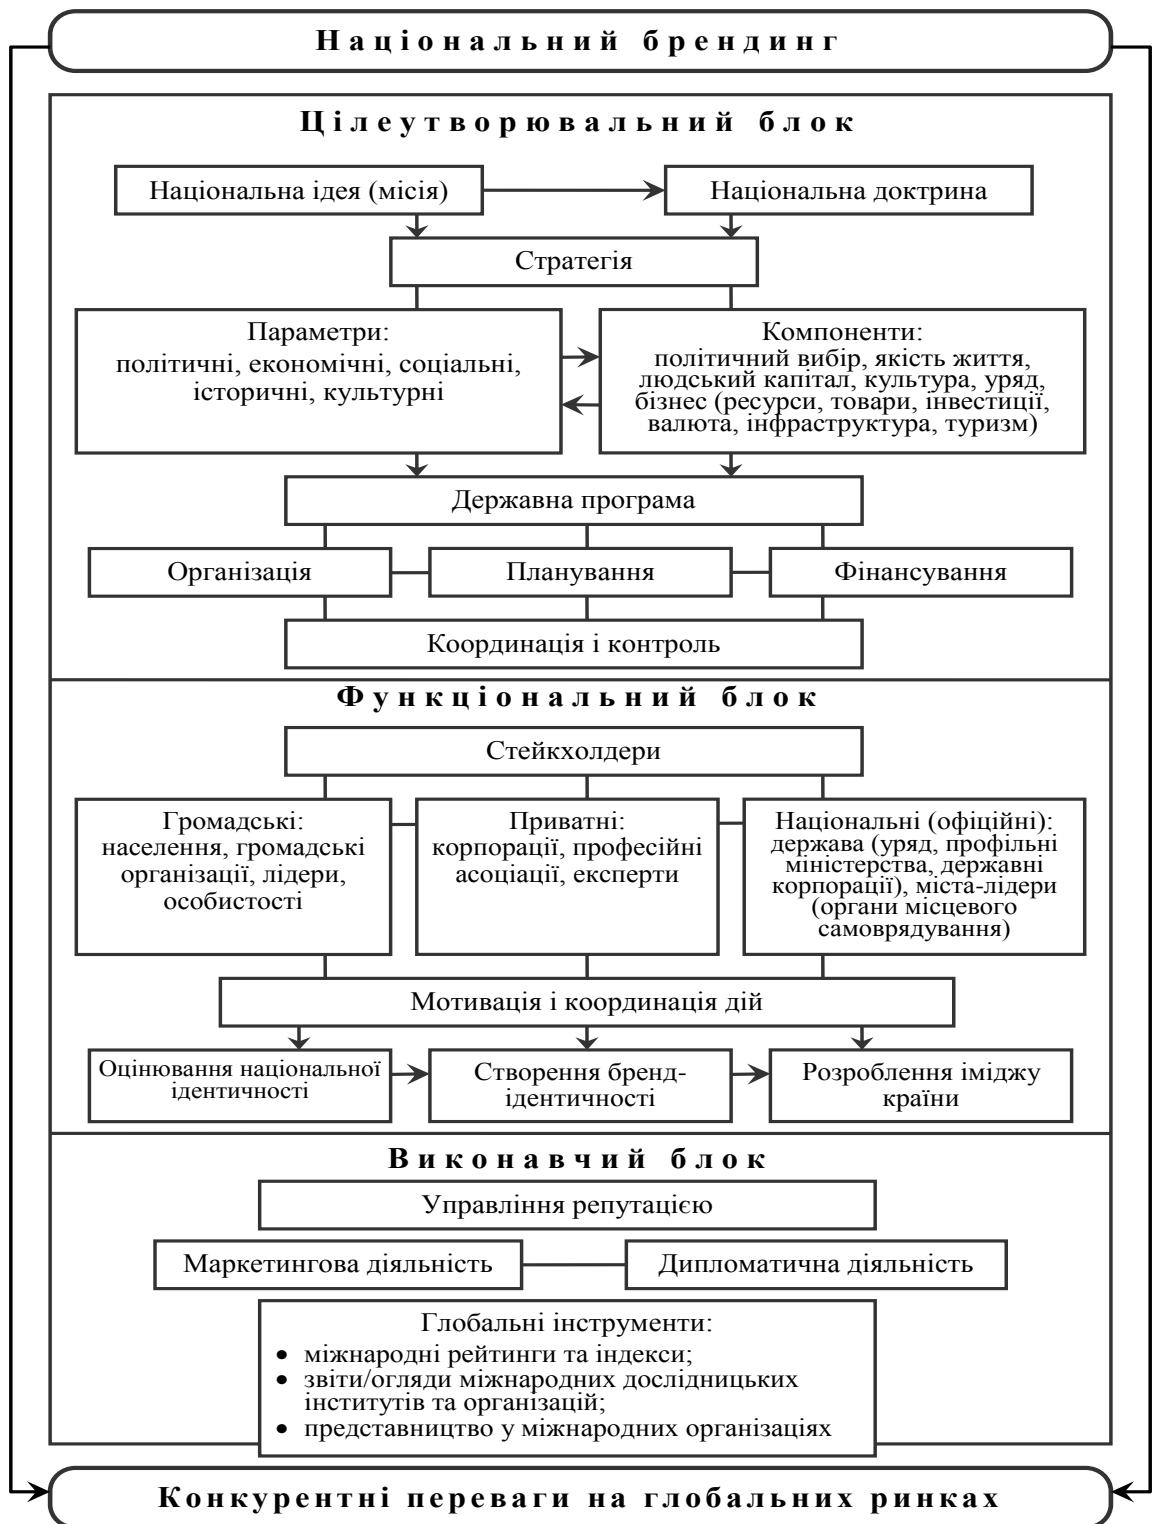 Національний брендинг
Цілеутворювальний блок
Національна ідея (місія)
Національна доктрина
Стратегія
Параметри:
політичні, економічні, соціальні,
історичні, культурні
Компоненти:
політичний вибір, якість життя,
людський капітал, культура, уряд,
бізнес (ресурси, товари, інвестиції,
валюта, інфраструктура, туризм)
Державна програма
Організація
Планування
Фінансування
Координація і контроль
Функціональний блок
Стейкхолдери
Громадські:
населення, громадські
організації, лідери,
особистості
Приватні:
корпорації, професійні
асоціації, експерти
Національні (офіційні):
держава (уряд, профільні
міністерства, державні
корпорації), міста-лідери
(органи місцевого
самоврядування)
Мотивація і координація дій
Оцінювання національної
ідентичності
Створення бренд-
ідентичності
Розроблення іміджу
країни
Виконавчий блок
Управління репутацією
Маркетингова діяльність
Дипломатична діяльність
Глобальні інструменти:
• міжнародні рейтинги та індекси;
• звіти/огляди міжнародних дослідницьких
інститутів та організацій;
• представництво у міжнародних організаціях
Конкурентні переваги на глобальних ринках